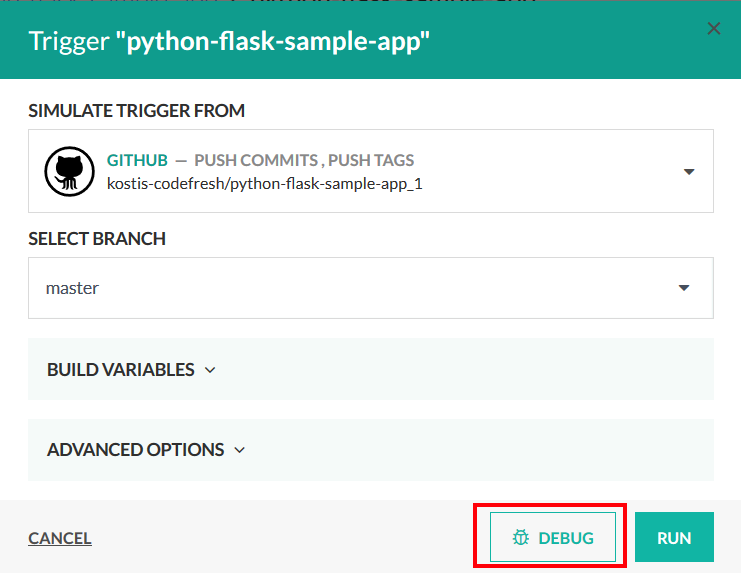 Trigger "python-flask-sample-app"
SIMULATE TRIGGER FROM
GITHUB — PUSH COMMITS , PUSH TAGS
kostis-codefresh/python-flask-sample-app_1
SELECT BRANCH
master
BUILD VARIABLES
ADVANCED OPTIONS
CANCEL DEBUG RUN